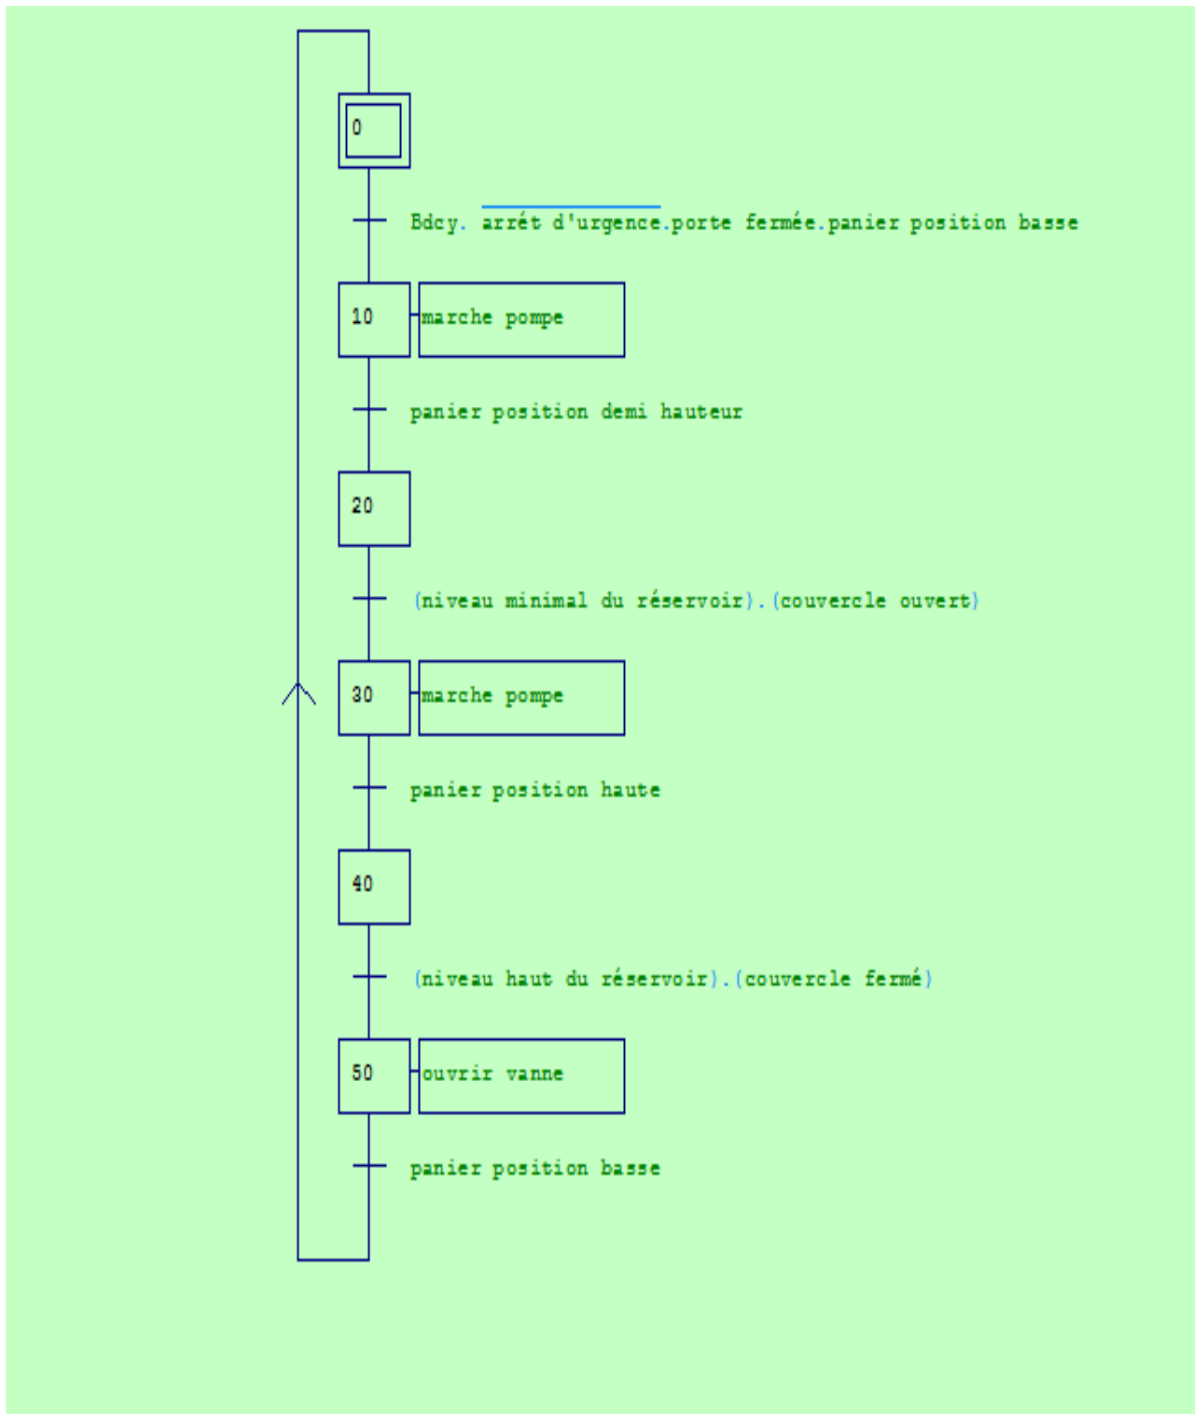 0
Bdcy. arrét d'urgence.porte fermée.panier position basse
10 marche pompe
panier position demi hauteur
20
(niveau minimal du réservoir).(couvercle ouvert)
30 marche pompe
panier position haute
40
(niveau haut du réservoir).(couvercle fermé)
50 ouvrir vanne
panier position basse